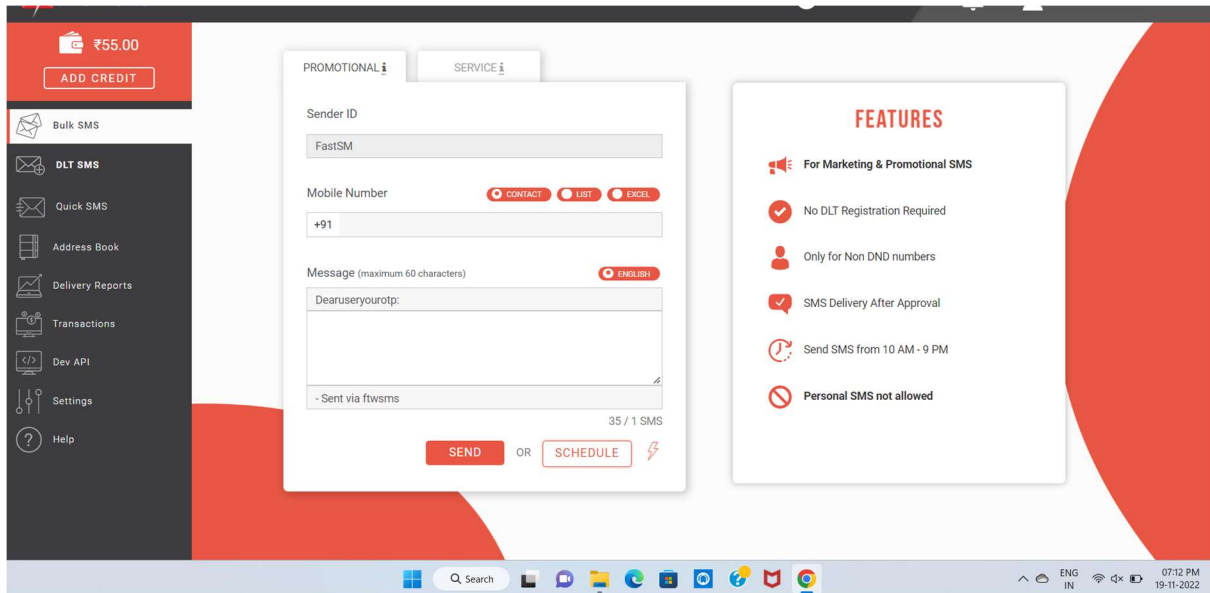 ₹55.00
ADD CREDIT
Bulk SMS
DLT SMS
Quick SMS
Address Book
Delivery Reports
Transactions
Dev API
Settings
Help
PROMOTIONAL i
SERVICE i
Sender ID
FastSM
Mobile Number
CONTACT LIST EXCEL
+91
Message (maximum 60 characters)
ENGLISH
Dearuseryourotp:
- Sent via ftwsms
35 / 1 SMS
SEND OR SCHEDULE
FEATURES
For Marketing & Promotional SMS
No DLT Registration Required
Only for Non DND numbers
SMS Delivery After Approval
Send SMS from 10 AM - 9 PM
Personal SMS not allowed
Search
ENG
IN
07:12 PM
19-11-2022